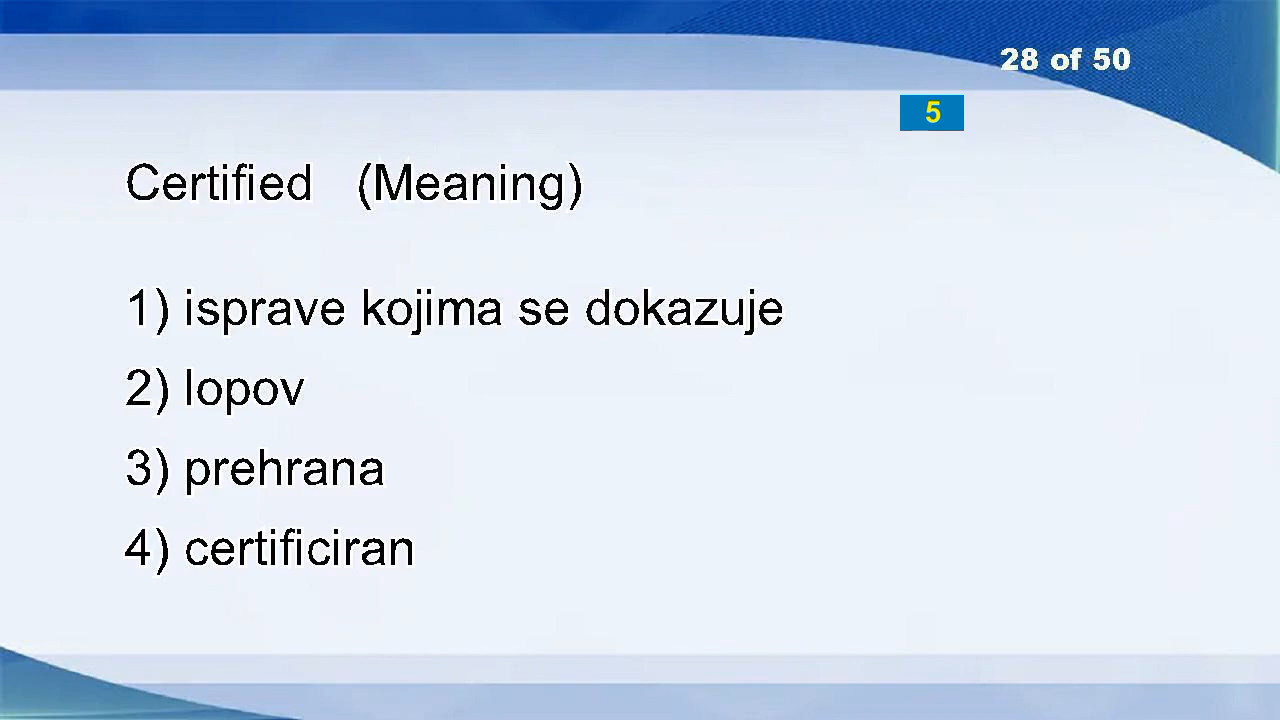 28 of 50
5
Certified (Meaning)
1) isprave kojima se dokazuje
2) lopov
3) prehrana
4) certificiran